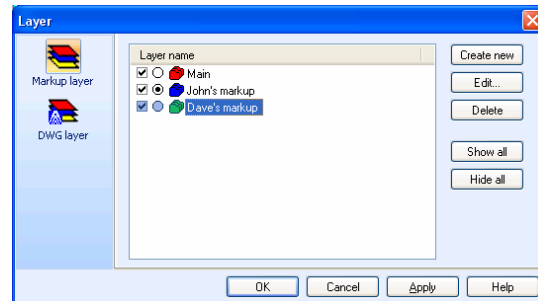 Layer
Markup layer
DWG layer
Layer name
Main
John's markup
Dave's markup
Create new
Edit...
Delete
Show all
Hide all
OK
Cancel
Apply
Help